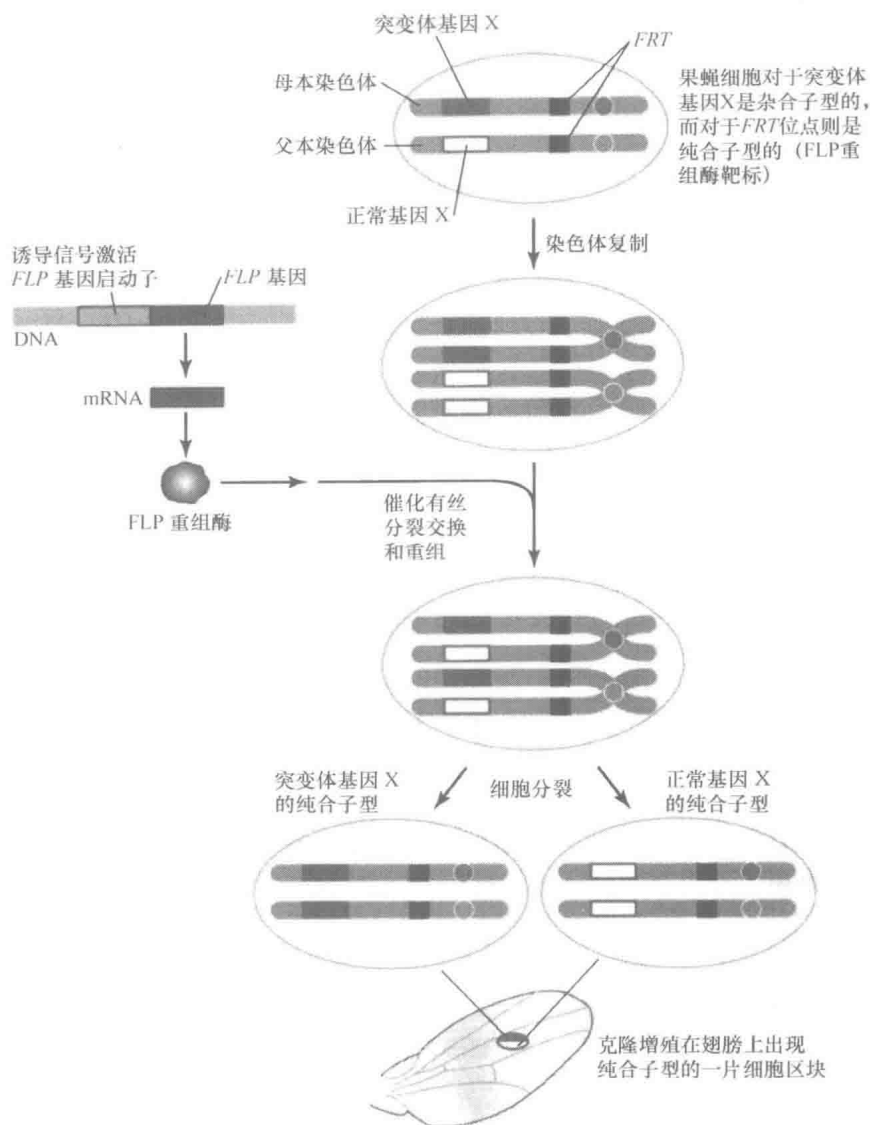 突变体基因 X
FRT
母本染色体
父本染色体
正常基因 X
果蝇细胞对于突变体
基因X是杂合子型的，
而对于FRT位点则是
纯合子型的（FLP重
组酶靶标）
染色体复制
诱导信号激活
FLP 基因启动子
FLP 基因
DNA
mRNA
FLP 重组酶
催化有丝
分裂交换
和重组
突变体基因 X
的纯合子型
细胞分裂
正常基因 X
的纯合子型
克隆增殖在翅膀上出现
纯合子型的一片细胞区块